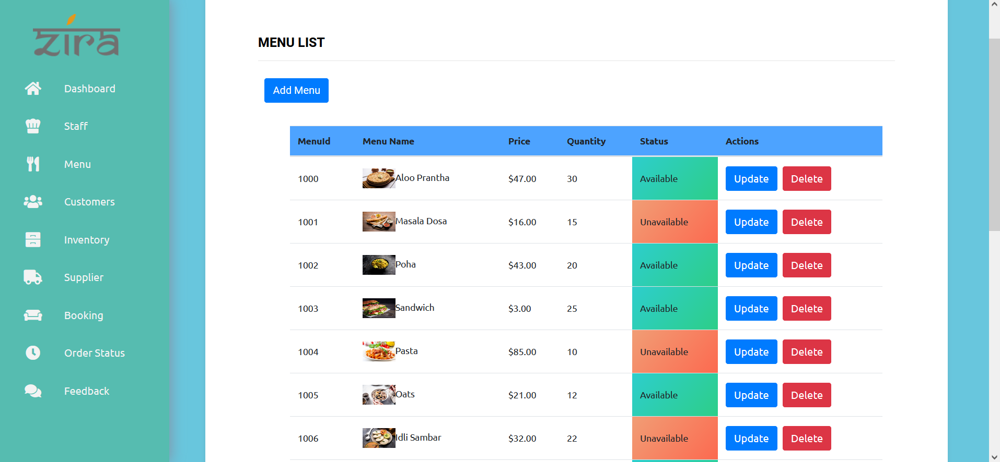 zira
Dashboard
Staff
Menu
Customers
Inventory
Supplier
Booking
Order Status
Feedback
MENU LIST
Add Menu
MenuId Menu Name Price Quantity Status Actions
1000 Aloo Prantha $47.00 30 Available Update Delete
1001 Masala Dosa $16.00 15 Unavailable Update Delete
1002 Poha $43.00 20 Available Update Delete
1003 Sandwich $3.00 25 Available Update Delete
1004 Pasta $85.00 10 Unavailable Update Delete
1005 Oats $21.00 12 Available Update Delete
1006 Idli Sambar $32.00 22 Unavailable Update Delete